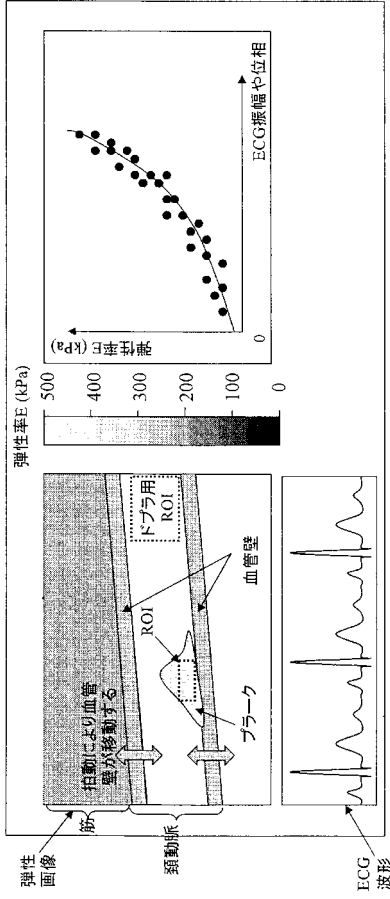 弾性
画像
筋
頚動脈
拍動により血管
壁が移動する
ROI
プラーク
血管壁
ドプラ用
ROI
ECG
波形
弾性率E (kPa)
500
400
300
200
100
0
弾性率E (kPa)
0
ECG振幅や位相